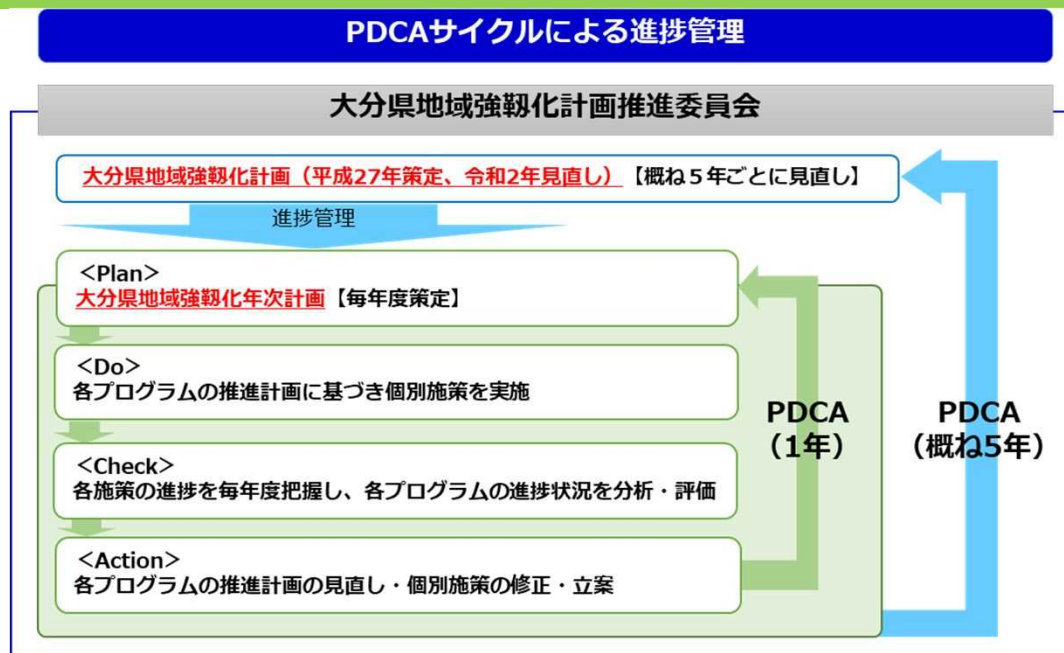 PDCAサイクルによる進捗管理
大分県地域強靱化計画推進委員会
大分県地域強靱化計画（平成27年策定、令和2年見直し）【概ね５年ごとに見直し】
進捗管理
<Plan>
大分県地域強靱化年次計画【毎年度策定】
<Do>
各プログラムの推進計画に基づき個別施策を実施
<Check>
各施策の進捗を毎年度把握し、各プログラムの進捗状況を分析・評価
<Action>
各プログラムの推進計画の見直し・個別施策の修正・立案
PDCA
（1年）
PDCA
（概ね5年）